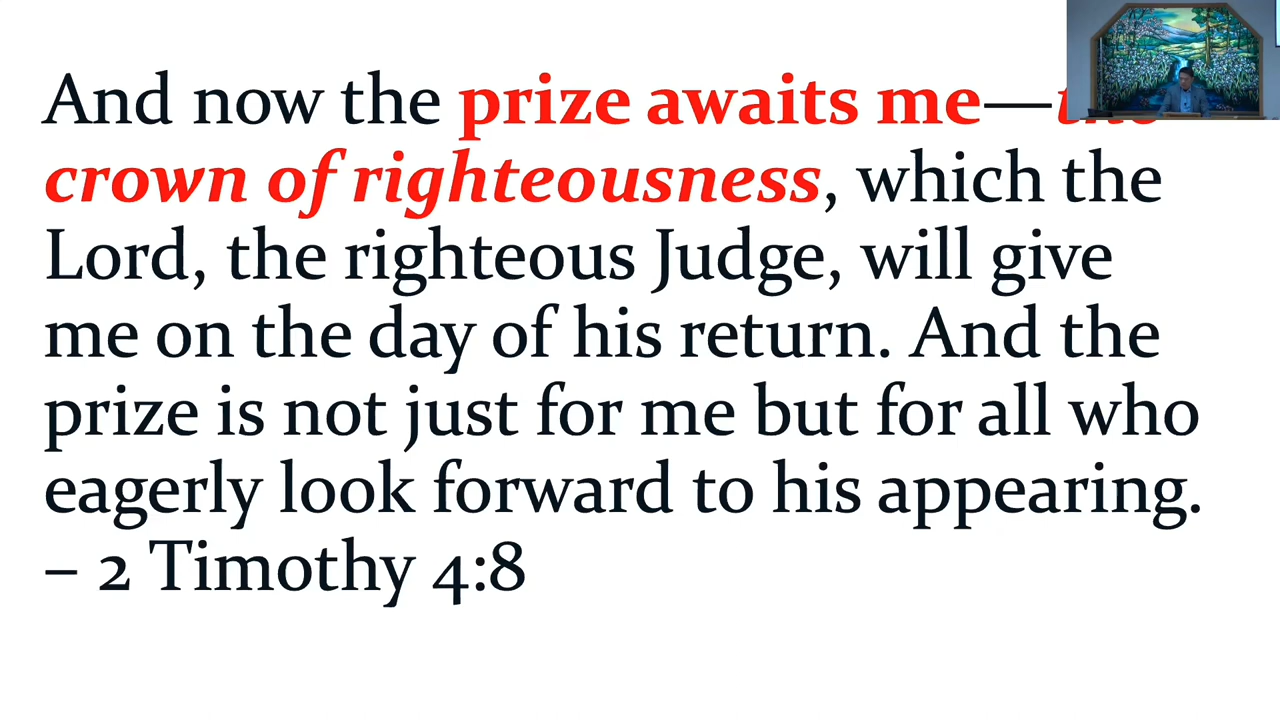 And now the prize awaits me—the
crown of righteousness, which the
Lord, the righteous Judge, will give
me on the day of his return. And the
prize is not just for me but for all who
eagerly look forward to his appearing.
– 2 Timothy 4:8